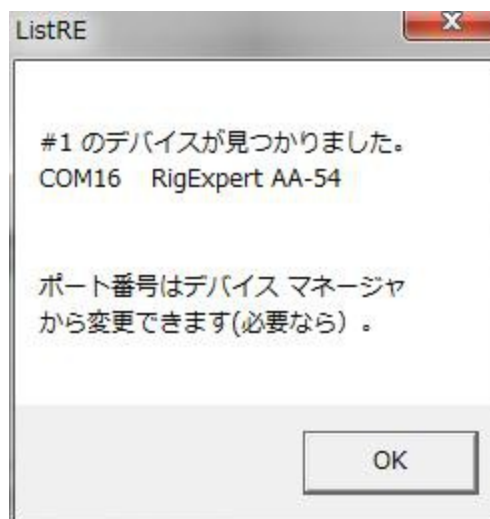 ListRE
#1 のデバイスが見つかりました。
COM16 RigExpert AA-54
ポート番号はデバイス マネージャ
から変更できます(必要なら）。
OK